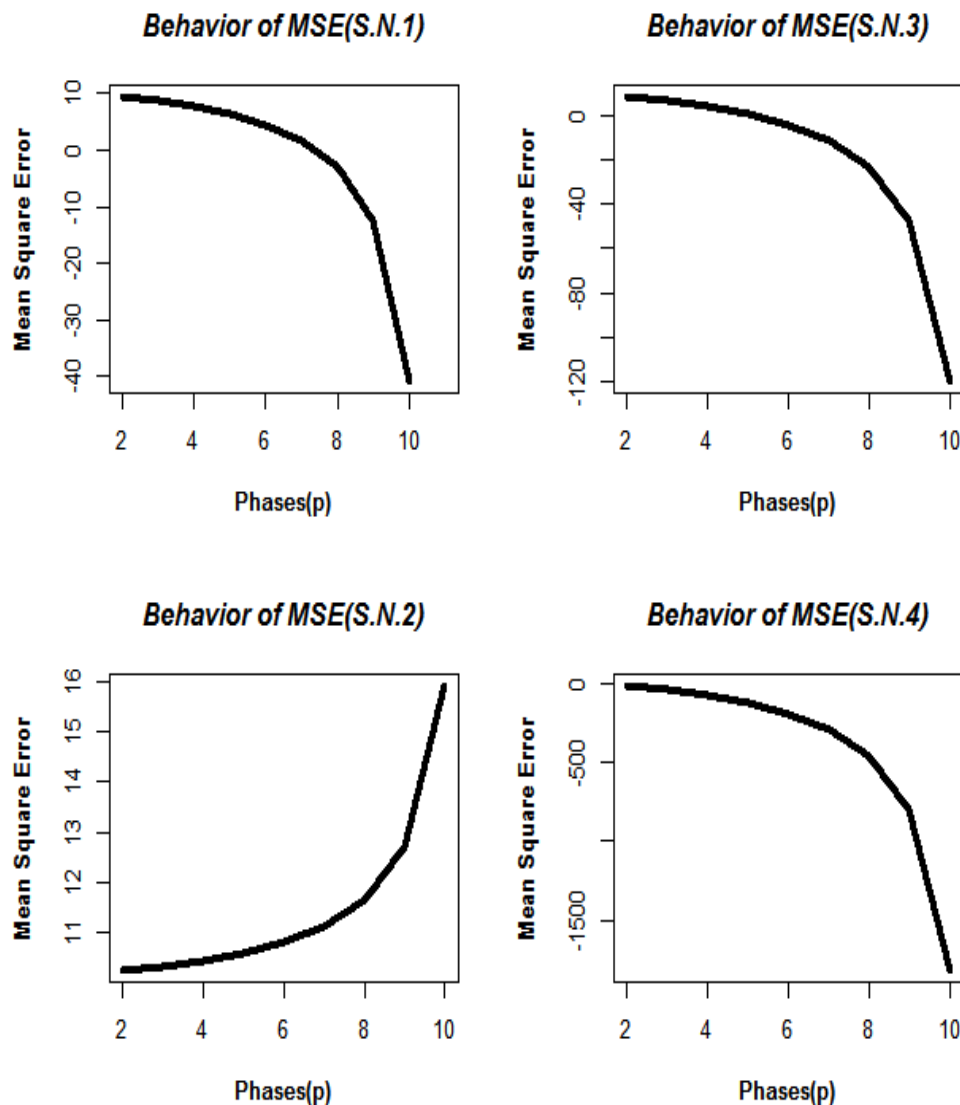 Behavior of MSE(S.N.1)
Mean Square Error
10
0
-10
-20
-30
-40
2 4 6 8 10
Phases(p)
Behavior of MSE(S.N.3)
Mean Square Error
0
-40
-80
-120
2 4 6 8 10
Phases(p)
Behavior of MSE(S.N.2)
Mean Square Error
16
15
14
13
12
11
2 4 6 8 10
Phases(p)
Behavior of MSE(S.N.4)
Mean Square Error
0
-500
-1500
2 4 6 8 10
Phases(p)